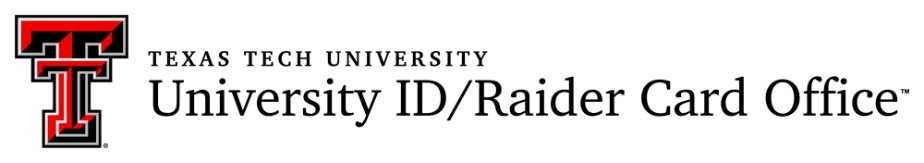 TEXAS TECH UNIVERSITY
University ID/Raider Card Office™